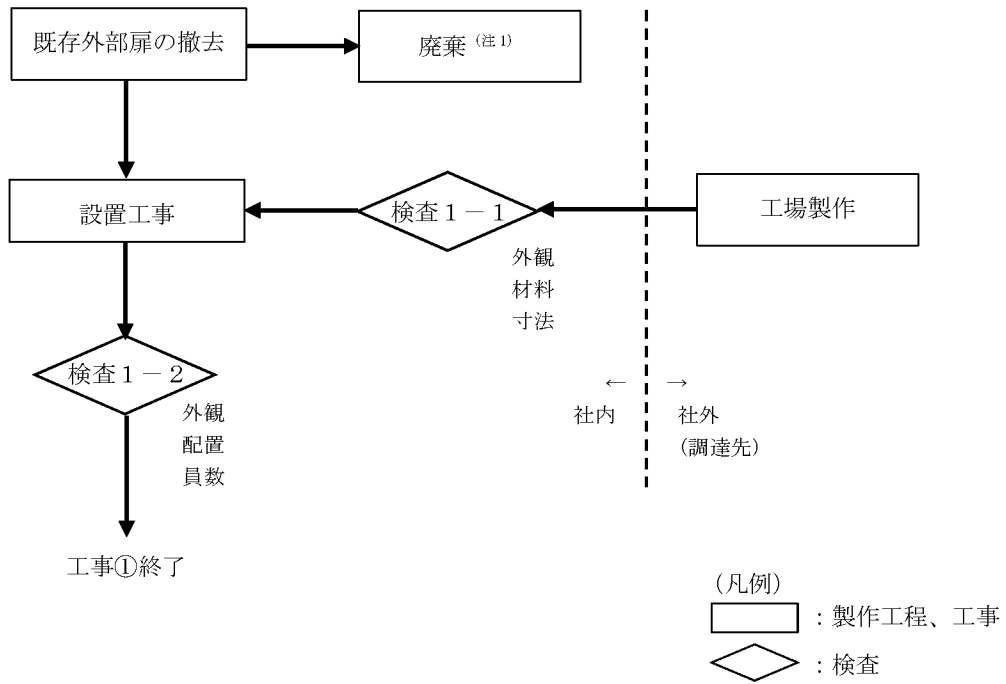 既存外部扉の撤去
廃棄(注1)
設置工事
検査1-1
工場製作
外観
材料
寸法
検査1-2
外観
配置
員数
← →
社内
社外
(調達先)
工事①終了
(凡例)
:製作工程、工事
:検査